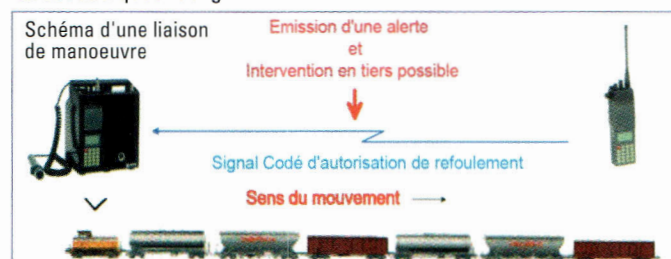 Schéma d'une liaison
de manoeuvre
Emission d'une alerte
et
Intervention en tiers possible
Signal Codé d'autorisation de refoulement
Sens du mouvement